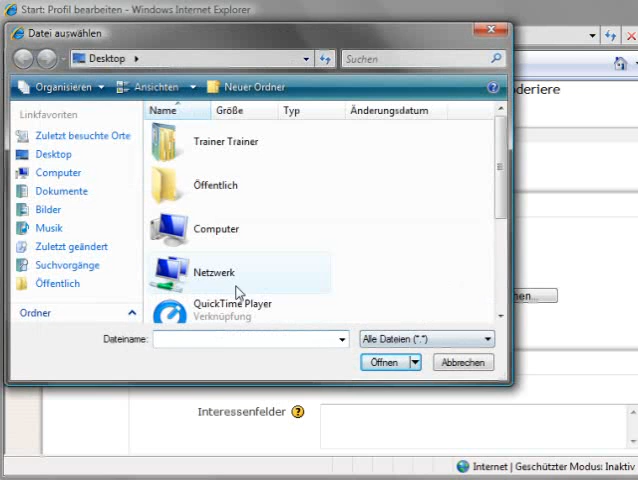 Start: Profil bearbeiten - Windows Internet Explorer
Datei auswählen
Desktop
Suchen
Organisieren Ansichten Neuer Ordner
Linkfavoriten
Zuletzt besuchte Orte
Desktop
Computer
Dokumente
Bilder
Musik
Zuletzt geändert
Suchvorgänge
Öffentlich
Ordner
Name Größe Typ Änderungsdatum
Trainer Trainer
Öffentlich
Computer
Netzwerk
QuickTime Player
Verknüpfung
Dateiname: Alle Dateien (*.*)
Öffnen Abbrechen
deriere
hen...
Interessenfelder
Internet | Geschützter Modus: Inaktiv